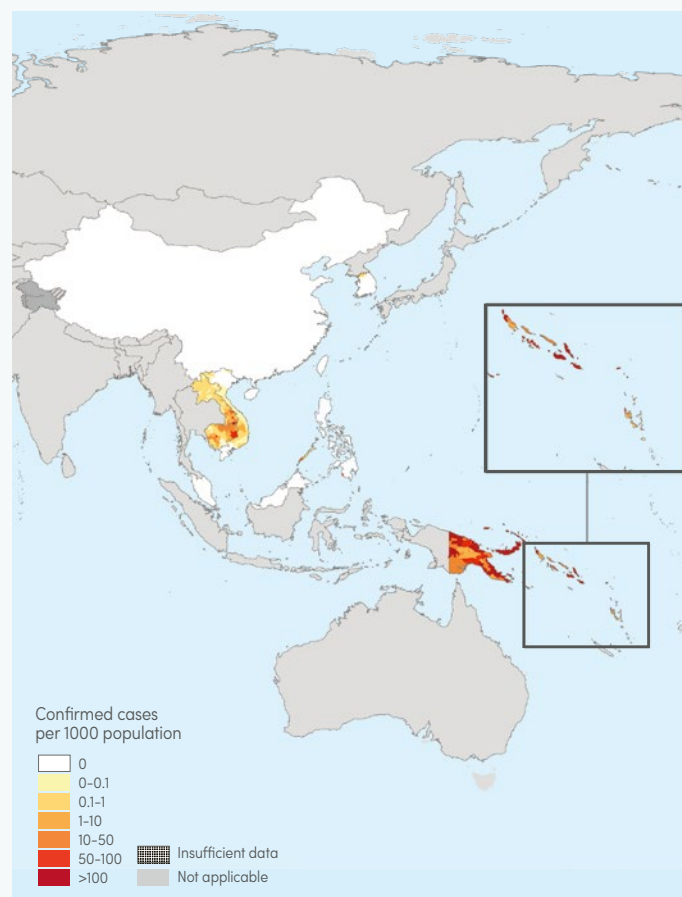 Confirmed cases
per 1000 population
0
0-0.1
0.1-1
1-10
10-50
50-100
>100
Insufficient data
Not applicable